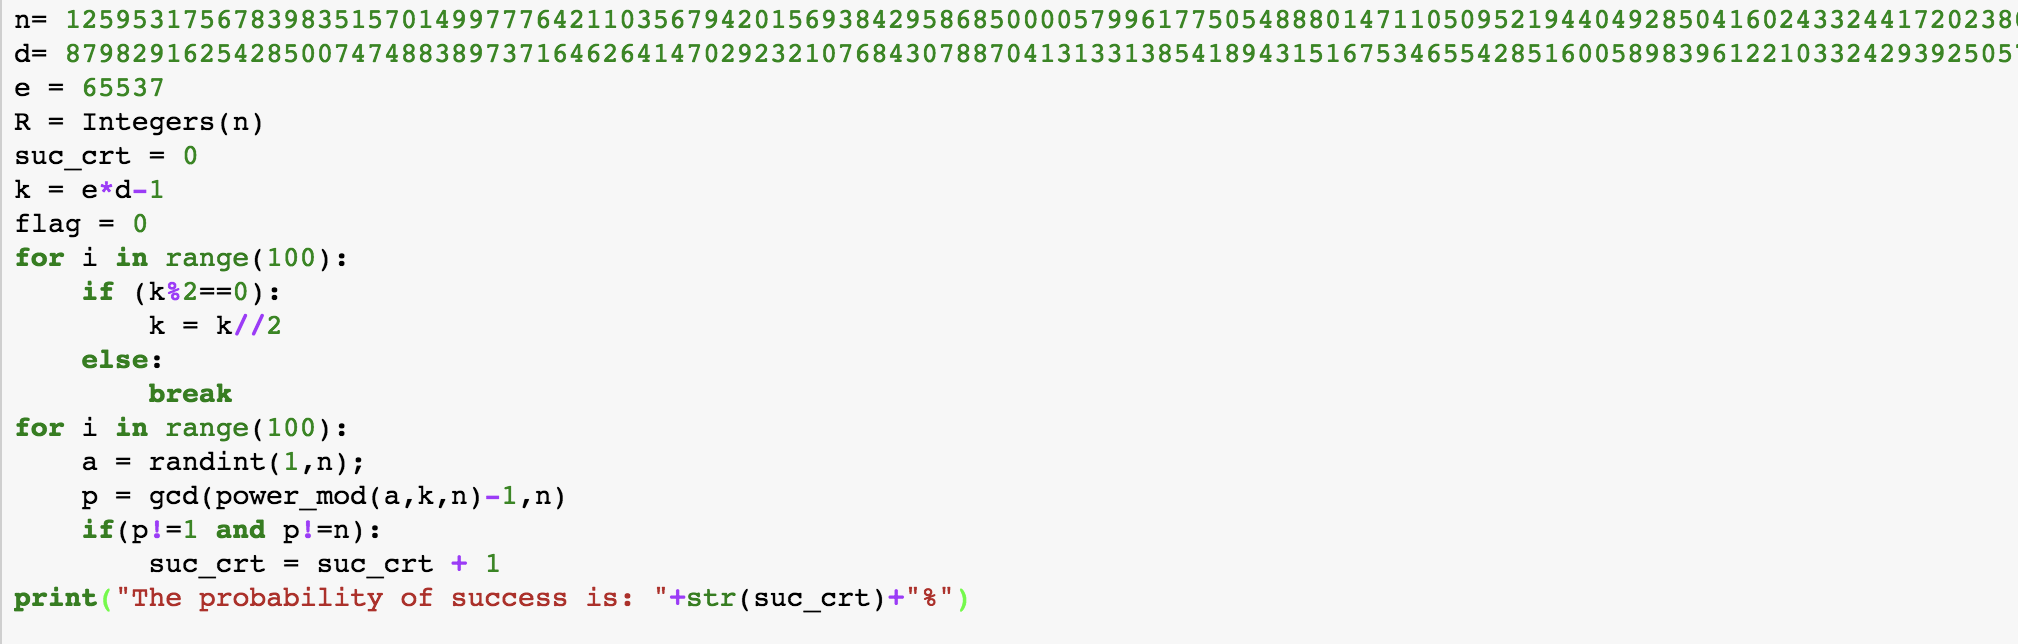 n= 1259531756783983515701499777642110356794201569384295868500005799617750548880147110509521944049285041602433244172023​8
d= 87982916254285007474883897371646264147029232107684307887041313313854189431516753465542851600589839612210332429392505
e = 65537
R = Integers(n)
suc_crt = 0
k = e*d-1
flag = 0
for i in range(100):
    if (k%2==0):
        k = k//2
    else:
        break
for i in range(100):
    a = randint(1,n);
    p = gcd(power_mod(a,k,n)-1,n)
    if(p!=1 and p!=n):
        suc_crt = suc_crt + 1
print("The probability of success is: "+str(suc_crt)+"%")